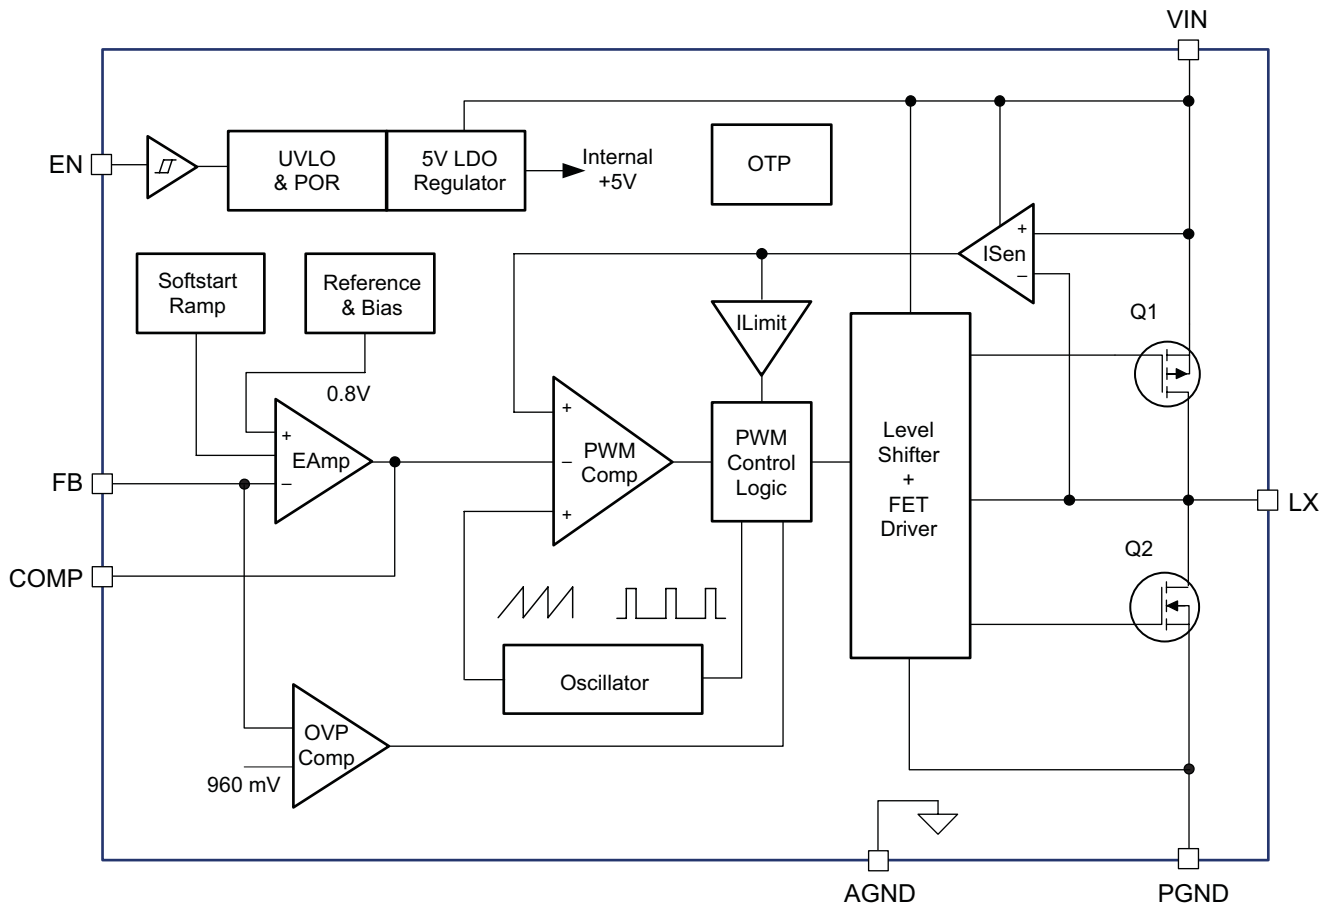 VIN
EN
UVLO
& POR
5V LDO
Regulator
Internal
+5V
OTP
Softstart
Ramp
Reference
& Bias
+
ISen
−
ILimit
Q1
0.8V
+
EAmp
−
+
−
PWM
Comp
+
PWM
Control
Logic
Level
Shifter
+
FET
Driver
FB
LX
COMP
Q2
Oscillator
OVP
Comp
960 mV
AGND
PGND